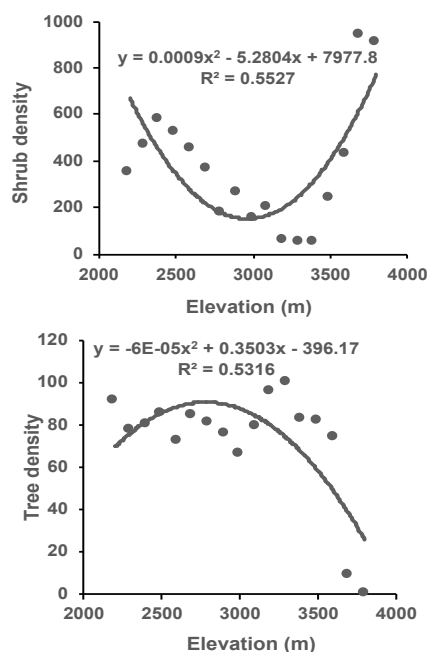 1000
y = 0.0009x² - 5.2804x + 7977.8
R² = 0.5527
800
600
400
200
0
Shrub density
2000 2500 3000 3500 4000
Elevation (m)
120
y = -6E-05x² + 0.3503x - 396.17
R² = 0.5316
100
80
60
40
20
0
Tree density
2000 2500 3000 3500 4000
Elevation (m)